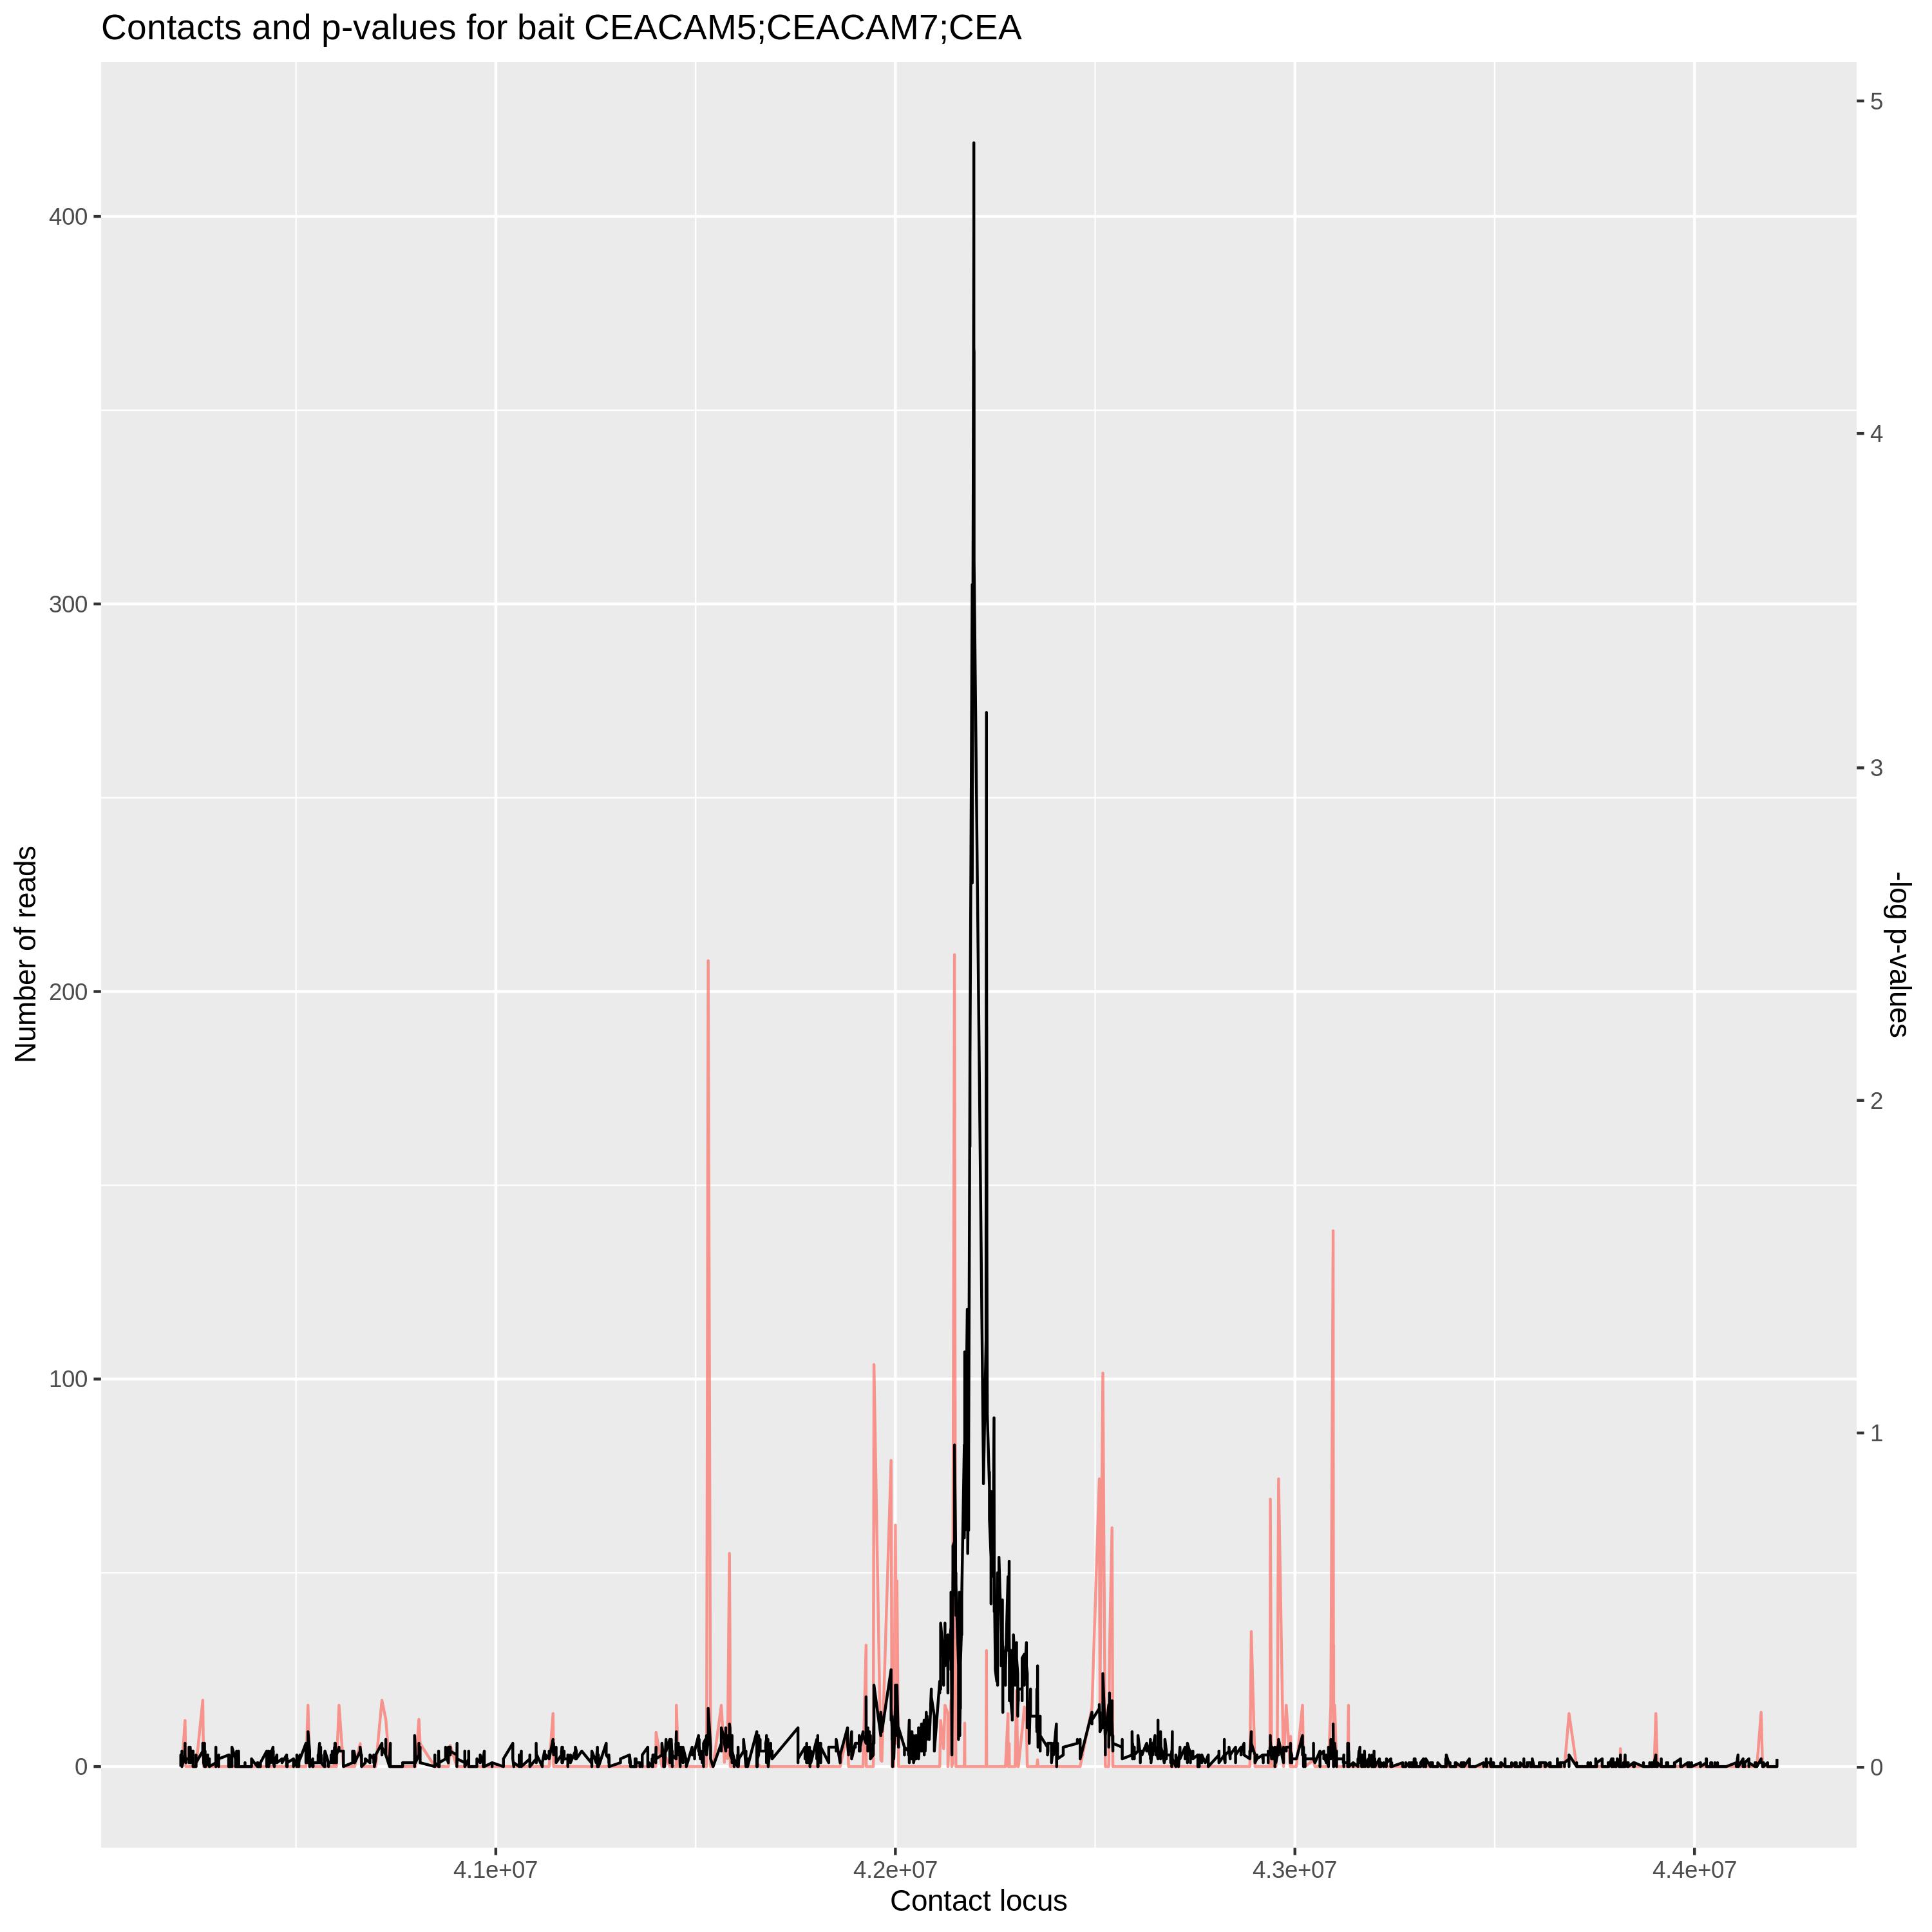 Contacts and p-values for bait CEACAM5;CEACAM7;CEA
Number of reads
400
300
200
100
0
5
4
3
2
1
0
-log p-values
4.1e+07
4.2e+07
4.3e+07
4.4e+07
Contact locus